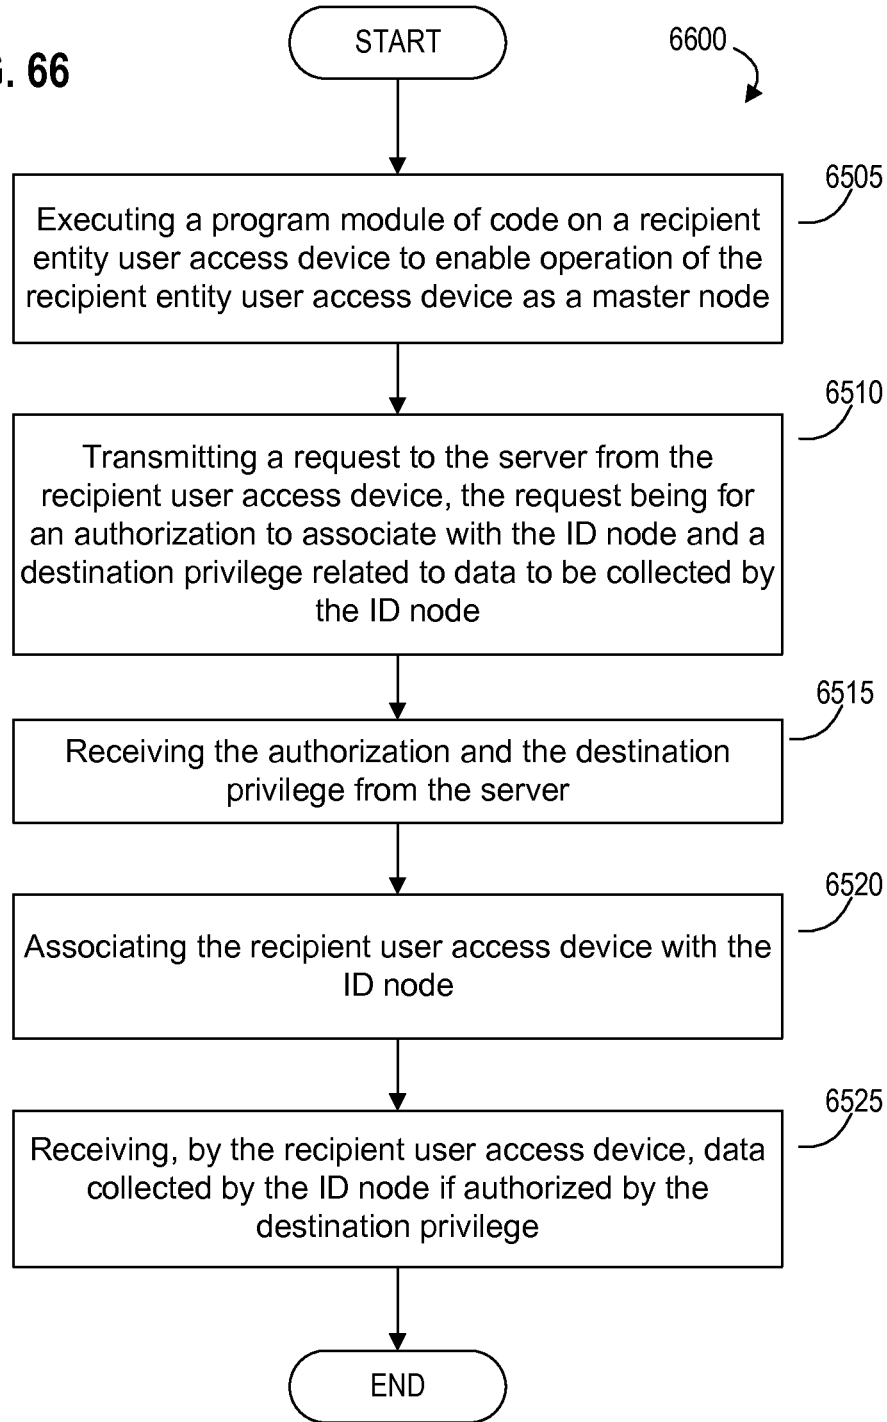 START
6600
. 66
6505
Executing a program module of code on a recipient
entity user access device to enable operation of the
recipient entity user access device as a master node
6510
Transmitting a request to the server from the
recipient user access device, the request being for
an authorization to associate with the ID node and a
destination privilege related to data to be collected by
the ID node
6515
Receiving the authorization and the destination
privilege from the server
6520
Associating the recipient user access device with the
ID node
6525
Receiving, by the recipient user access device, data
collected by the ID node if authorized by the
destination privilege
END